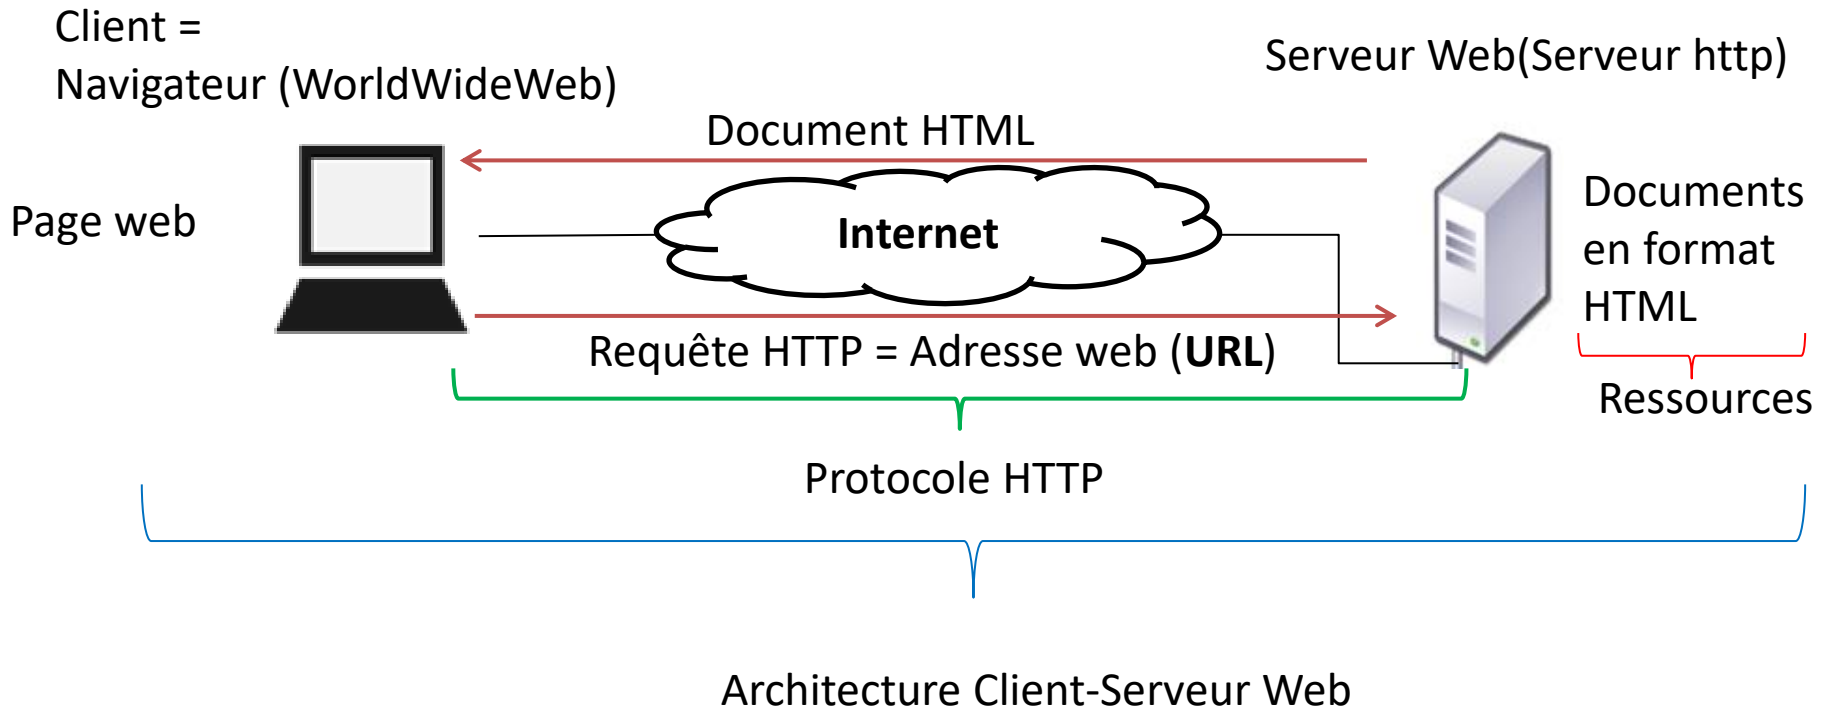 Client =
Navigateur (WorldWideWeb)
Serveur Web(Serveur http)
Document HTML
Page web
Internet
Documents
en format
HTML
Requête HTTP = Adresse web (URL)
Ressources
Protocole HTTP
Architecture Client-Serveur Web